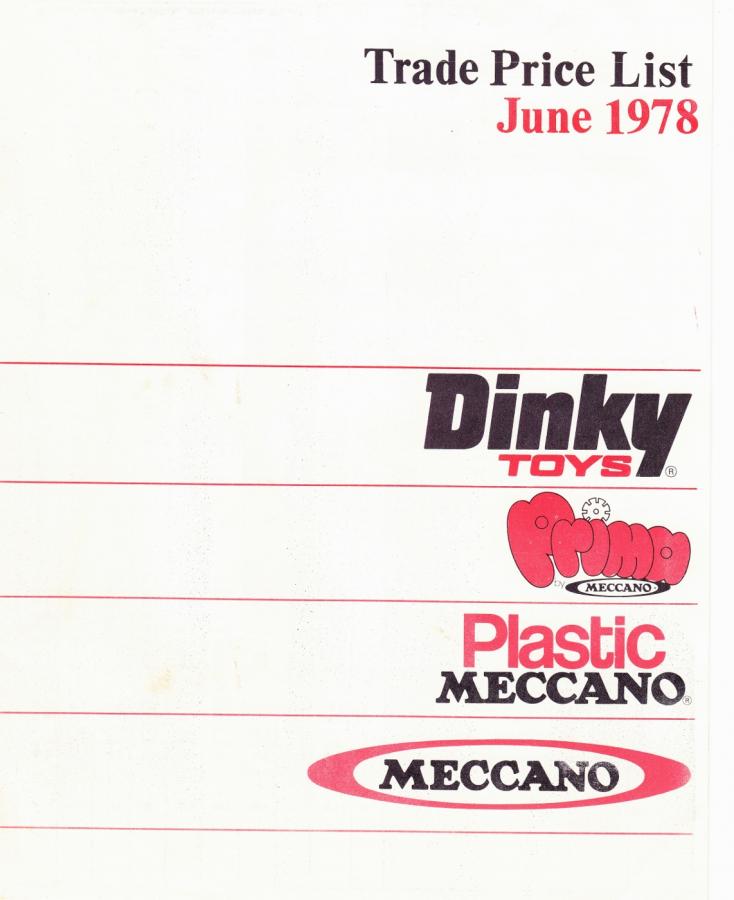 Trade Price List
June 1978
Dinky
TOYS ®
Primo
by MECCANO
Plastic
MECCANO ®
MECCANO